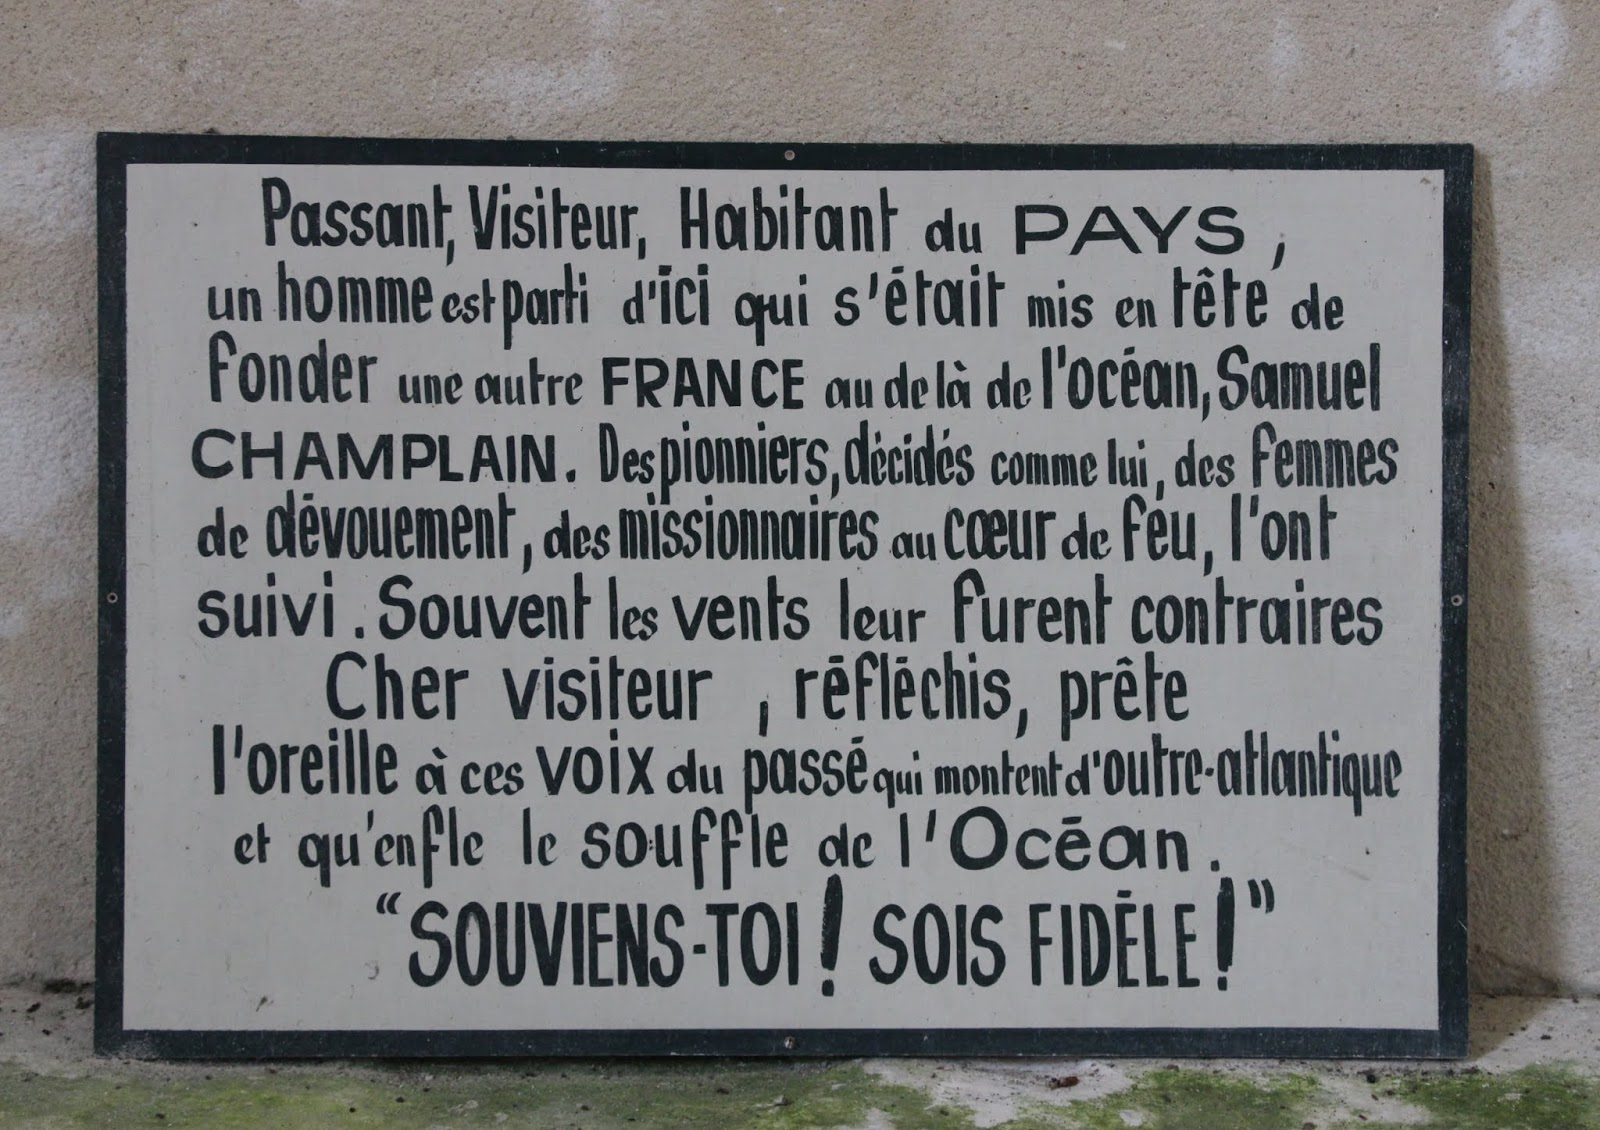 Passant, Visiteur, Habitant du PAYS,
un homme est parti d'ici qui s'était mis en tête de
fonder une autre FRANCE au de là de l'océan, Samuel
CHAMPLAIN. Des pionniers, décidés comme lui, des femmes
de dévouement, des missionnaires au cœur de feu, l'ont
suivi. Souvent les vents leur furent contraires
Cher visiteur, réfléchis, prête
l'oreille à ces voix du passé qui montent d'outre-atlantique
et qu'enfle le souffle de l'Océan.
"SOUVIENS-TOI! SOIS FIDÈLE!"